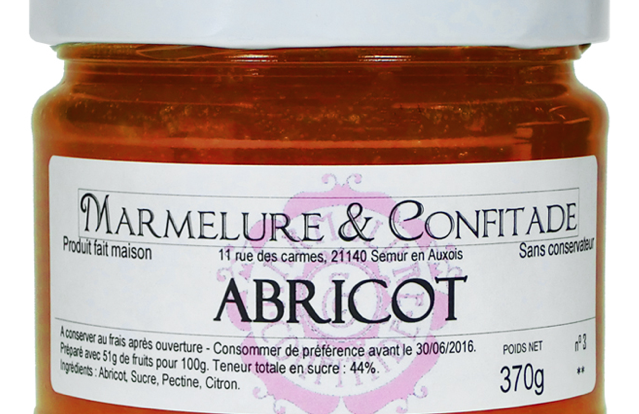 MARMELURE & CONFITADE
Produit fait maison
11 rue des carmes, 21140 Semur en Auxois
Sans conservateur
ABRICOT
A conserver au frais après ouverture - Consommer de préférence avant le 30/06/2016.
Préparé avec 51g de fruits pour 100g. Teneur totale en sucre : 44%.
Ingrédients : Abricot, Sucre, Pectine, Citron.
POIDS NET
370g
n° 3
**